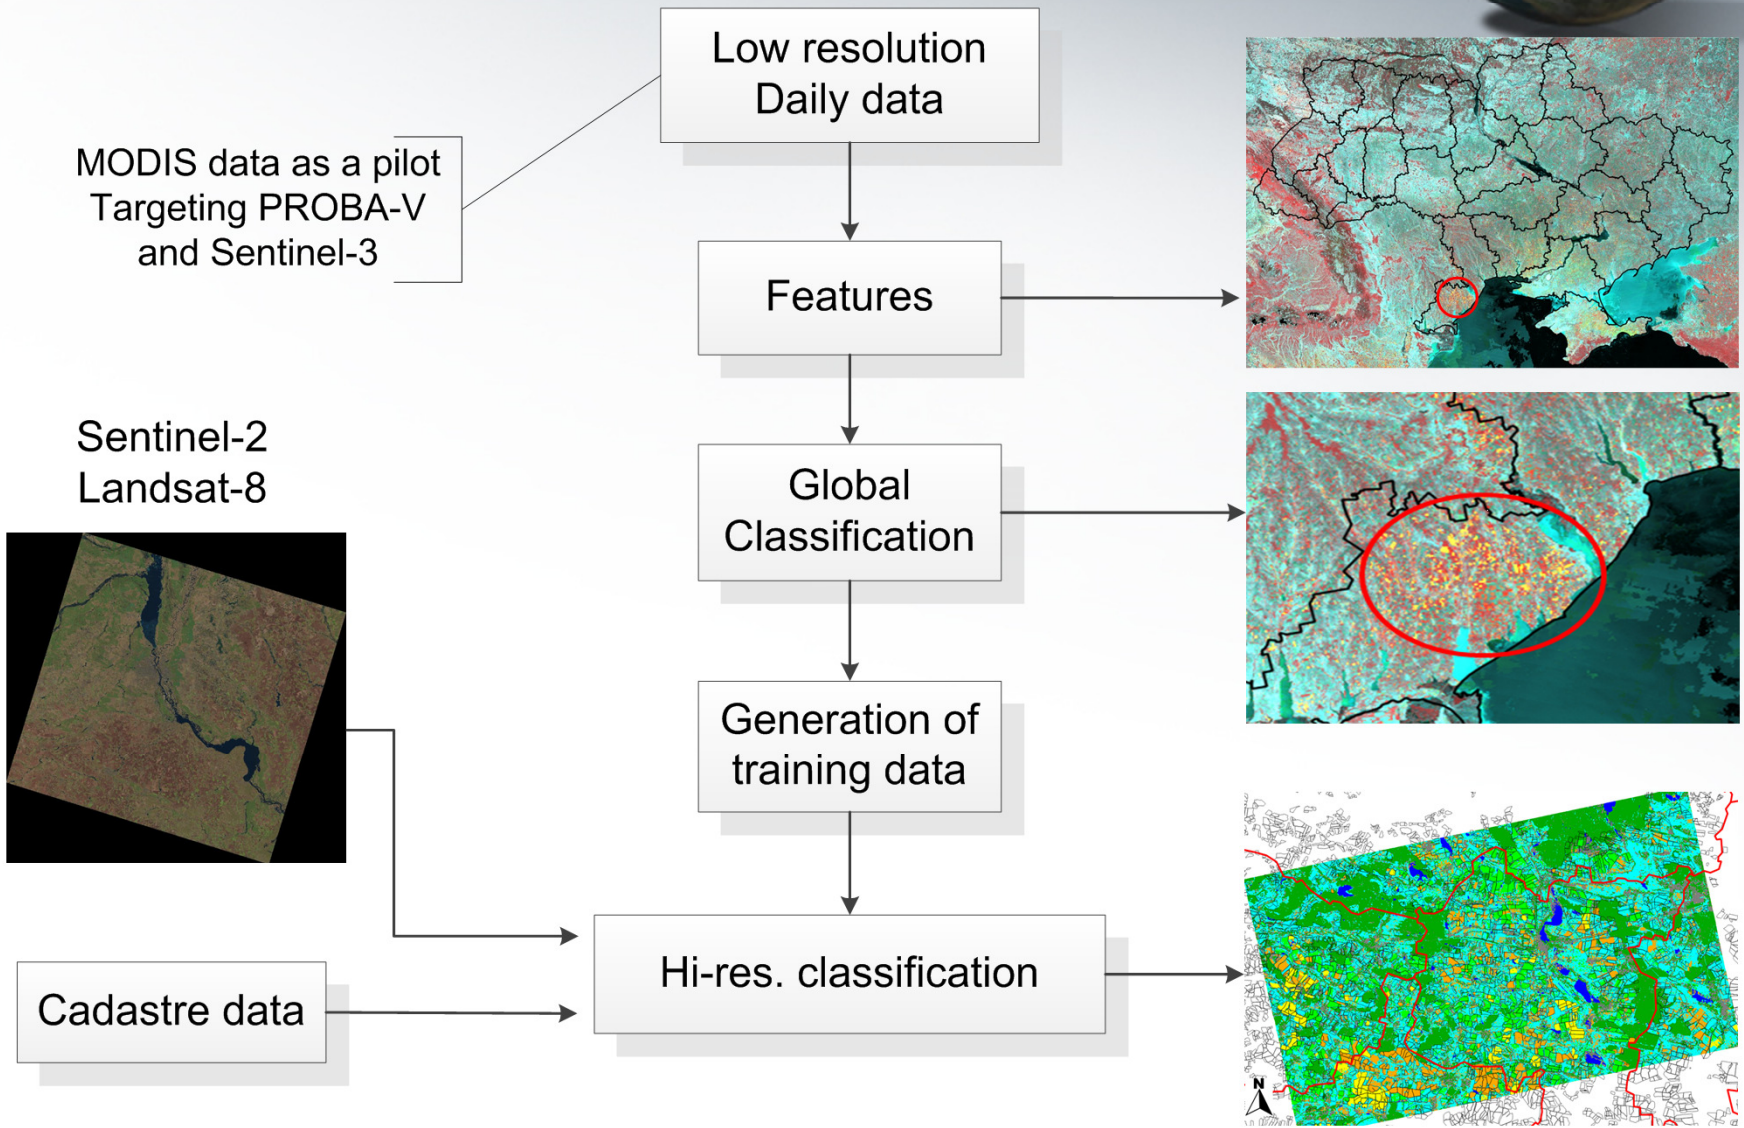 Low resolution
Daily data
MODIS data as a pilot
Targeting PROBA-V
and Sentinel-3
Features
Sentinel-2
Landsat-8
Global
Classification
Generation of
training data
Hi-res. classification
Cadastre data
N